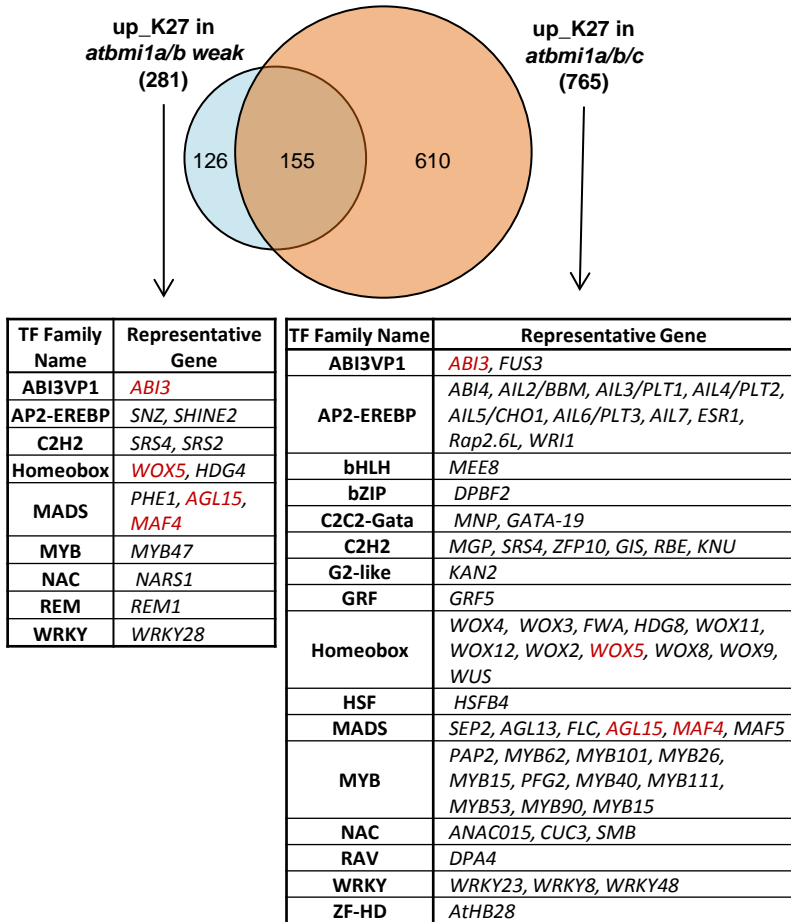 up_K27 in
atbmi1a/b weak
(281)
up_K27 in
atbmi1a/b/c
(765)
126
155
610
TF Family Name
Representative Gene
ABI3VP1
ABI3
AP2-EREBP
SNZ, SHINE2
C2H2
SRS4, SRS2
Homeobox
WOX5, HDG4
MADS
PHE1, AGL15,
MAF4
MYB
MYB47
NAC
NARS1
REM
REM1
WRKY
WRKY28
TF Family Name
Representative Gene
ABI3VP1
ABI3, FUS3
AP2-EREBP
ABI4, AIL2/BBM, AIL3/PLT1, AIL4/PLT2,
AIL5/CHO1, AIL6/PLT3, AIL7, ESR1,
Rap2.6L, WRI1
bHLH
MEE8
bZIP
DPBF2
C2C2-Gata
MNP, GATA-19
C2H2
MGP, SRS4, ZFP10, GIS, RBE, KNU
G2-like
KAN2
GRF
GRF5
Homeobox
WOX4, WOX3, FWA, HDG8, WOX11,
WOX12, WOX2, WOX5, WOX8, WOX9,
WUS
HSF
HSFB4
MADS
SEP2, AGL13, FLC, AGL15, MAF4, MAF5
MYB
PAP2, MYB62, MYB101, MYB26,
MYB15, PFG2, MYB40, MYB111,
MYB53, MYB90, MYB15
NAC
ANAC015, CUC3, SMB
RAV
DPA4
WRKY
WRKY23, WRKY8, WRKY48
ZF-HD
AtHB28